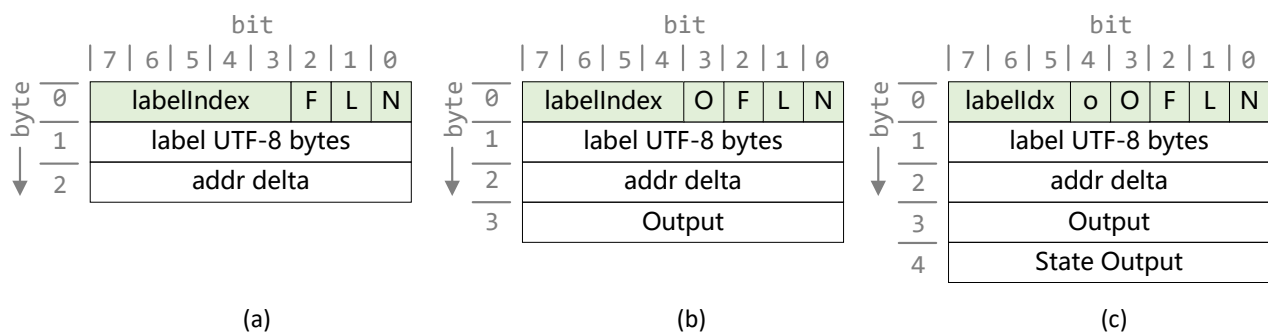 bit bit bit
| 7 | 6 | 5 | 4 | 3 | 2 | 1 | 0 | 7 | 6 | 5 | 4 | 3 | 2 | 1 | 0 | 7 | 6 | 5 | 4 | 3 | 2 | 1 | 0
byte 0 labelIndex F L N byte 0 labelIndex O F L N byte 0 labelIdx o O F L N
1 label UTF-8 bytes 1 label UTF-8 bytes 1 label UTF-8 bytes
2 addr delta 2 addr delta 2 addr delta
3 Output 3 Output
4 State Output
(a) (b) (c)